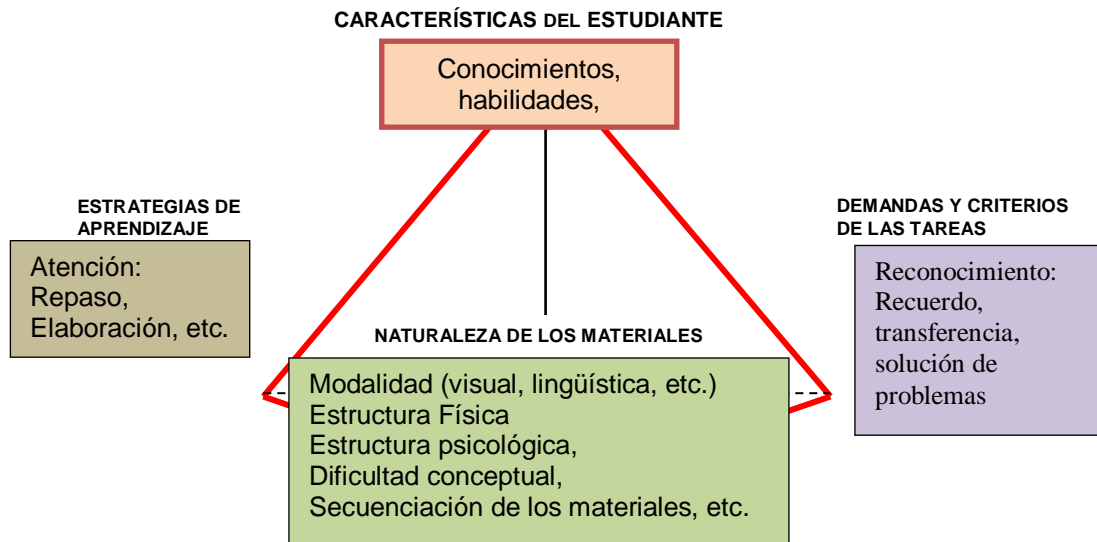 CARACTERÍSTICAS DEL ESTUDIANTE
Conocimientos,
habilidades,
ESTRATEGIAS DE
APRENDIZAJE
Atención:
Repaso,
Elaboración, etc.
DEMANDAS Y CRITERIOS
DE LAS TAREAS
Reconocimiento:
Recuerdo,
transferencia,
solución de
problemas
NATURALEZA DE LOS MATERIALES
Modalidad (visual, lingüística, etc.)
Estructura Física
Estructura psicológica,
Dificultad conceptual,
Secuenciación de los materiales, etc.